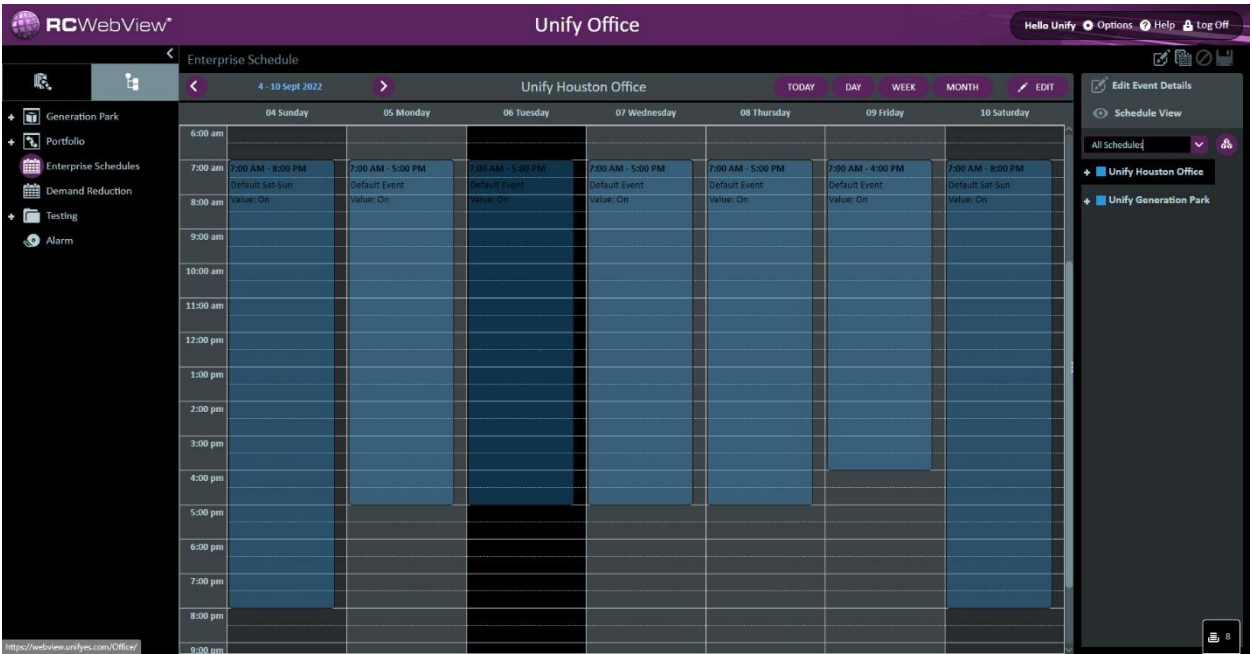 RCWebView®
Unify Office
Hello Unify Options Help Log Off
Enterprise Schedule
4 - 10 Sept 2022
Unify Houston Office
TODAY DAY WEEK MONTH EDIT
Generation Park
Portfolio
Enterprise Schedules
Demand Reduction
Testing
Alarm
04 Sunday 05 Monday 06 Tuesday 07 Wednesday 08 Thursday 09 Friday 10 Saturday
6:00 am
7:00 am
8:00 am
9:00 am
10:00 am
11:00 am
12:00 pm
1:00 pm
2:00 pm
3:00 pm
4:00 pm
5:00 pm
6:00 pm
7:00 pm
8:00 pm
9:00 pm
7:00 AM - 8:00 PM
Default Sat-Sun
Value: On
7:00 AM - 5:00 PM
Default Event
Value: On
7:00 AM - 5:00 PM
Default Event
Value: On
7:00 AM - 5:00 PM
Default Event
Value: On
7:00 AM - 5:00 PM
Default Event
Value: On
7:00 AM - 4:00 PM
Default Event
Value: On
7:00 AM - 8:00 PM
Default Sat-Sun
Value: On
Edit Event Details
Schedule View
All Schedules
Unify Houston Office
Unify Generation Park
8
https://webview.unifyes.com/Office/